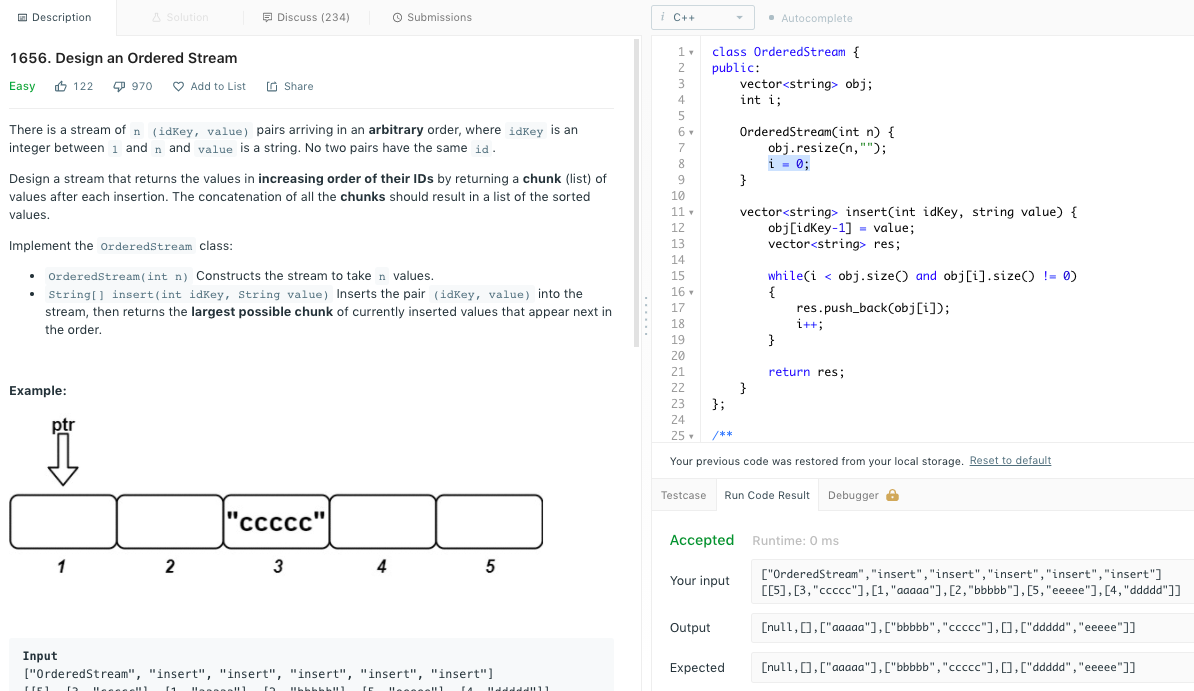 Description
Solution
Discuss (234)
Submissions
1656. Design an Ordered Stream
Easy 122 970 Add to List Share
There is a stream of n (idKey, value) pairs arriving in an arbitrary order, where idKey is an
integer between 1 and n and value is a string. No two pairs have the same id .
Design a stream that returns the values in increasing order of their IDs by returning a chunk (list) of
values after each insertion. The concatenation of all the chunks should result in a list of the sorted
values.
Implement the OrderedStream class:
• OrderedStream(int n) Constructs the stream to take n values.
• String[] insert(int idKey, String value) Inserts the pair (idKey, value) into the
stream, then returns the largest possible chunk of currently inserted values that appear next in
the order.
Example:
ptr
"ccccc"
1 2 3 4 5
Input
["OrderedStream", "insert", "insert", "insert", "insert", "insert"]
[[5], [3, "ccccc"], [1, "aaaaa"], [2, "bbbbb"], [5, "eeeee"], [4, "ddddd"]]
i C++
Autocomplete
1 class OrderedStream {
2 public:
3 vector<string> obj;
4 int i;
5
6 OrderedStream(int n) {
7 obj.resize(n,"");
8 i = 0;
9 }
10
11 vector<string> insert(int idKey, string value) {
12 obj[idKey-1] = value;
13 vector<string> res;
14
15 while(i < obj.size() and obj[i].size() != 0)
16 {
17 res.push_back(obj[i]);
18 i++;
19 }
20
21 return res;
22 }
23 };
24
25 /**
Your previous code was restored from your local storage. Reset to default
Testcase Run Code Result Debugger
Accepted Runtime: 0 ms
Your input
["OrderedStream","insert","insert","insert","insert","insert"]
[[5],[3,"ccccc"],[1,"aaaaa"],[2,"bbbbb"],[5,"eeeee"],[4,"ddddd"]]
Output
[null,[],["aaaaa"],["bbbbb","ccccc"],[],["ddddd","eeeee"]]
Expected
[null,[],["aaaaa"],["bbbbb","ccccc"],[],["ddddd","eeeee"]]